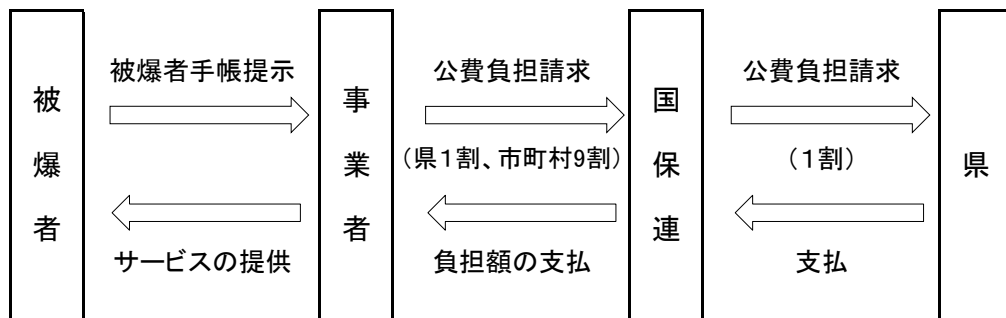 被爆者
被爆者手帳提示
サービスの提供
事業者
公費負担請求
(県1割、市町村9割)
負担額の支払
国保連
公費負担請求
(1割)
支払
県